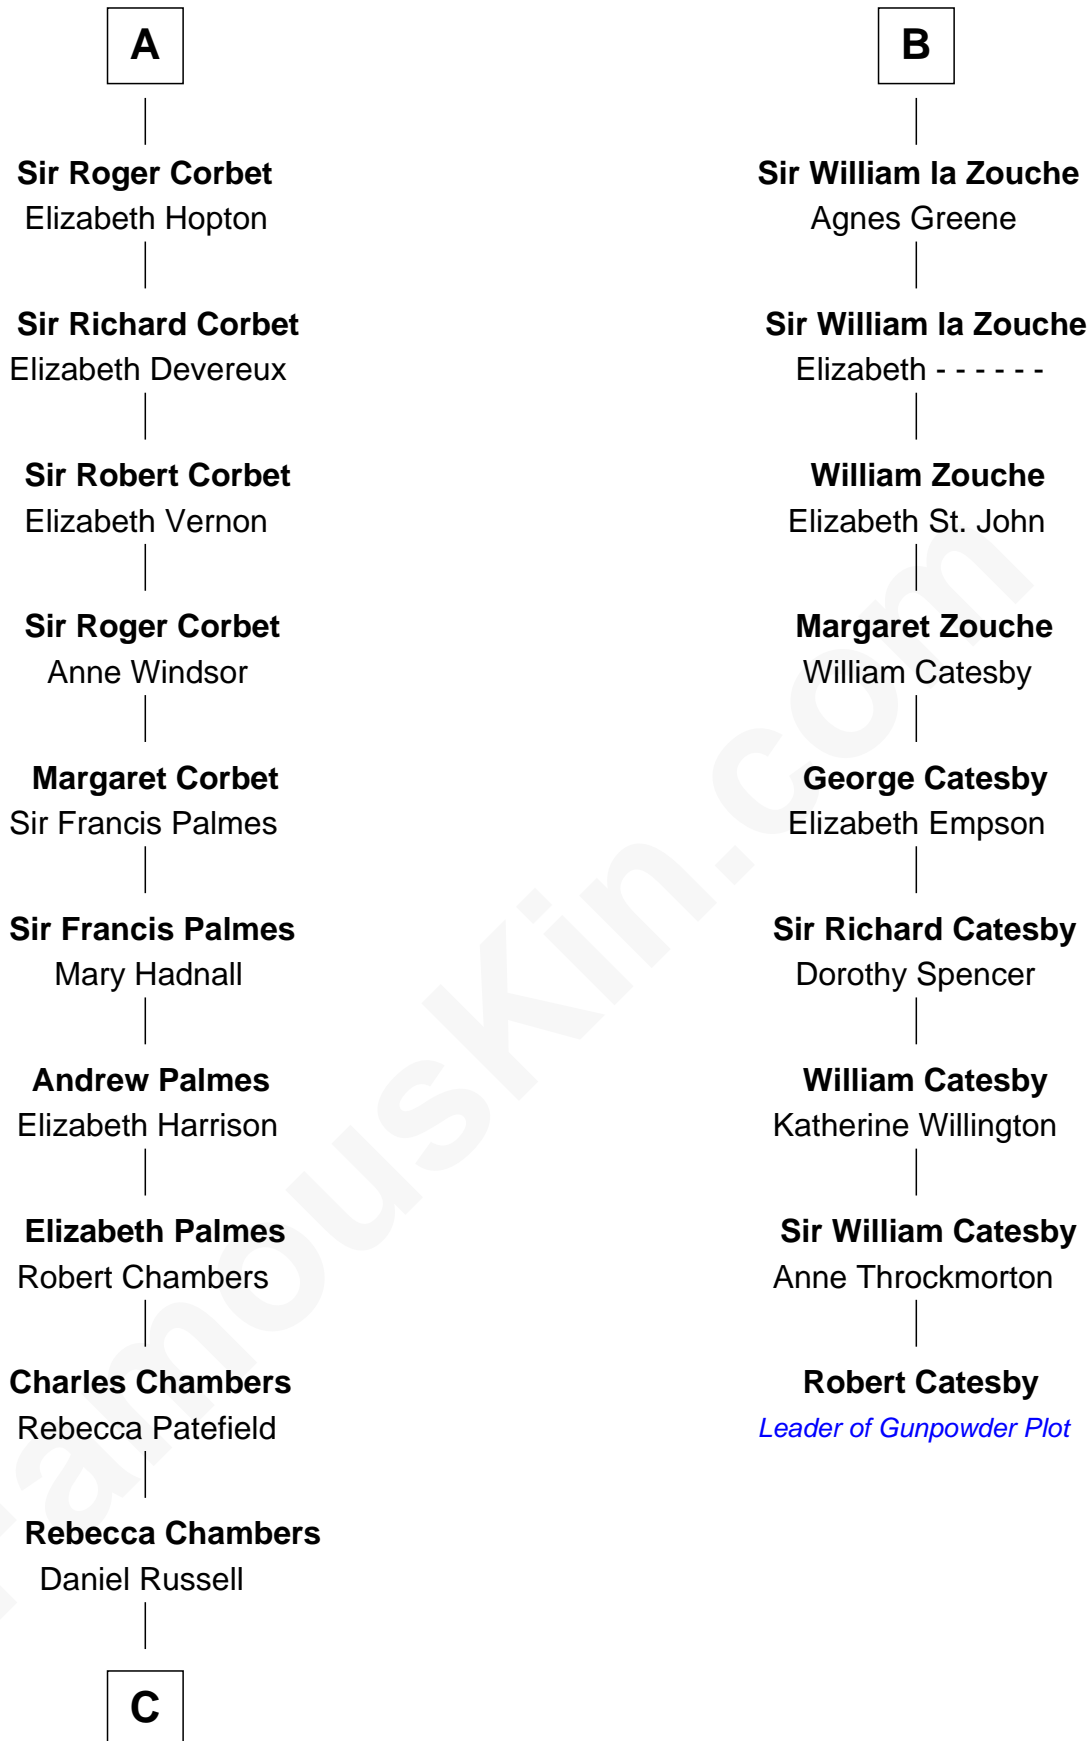 A
Sir Roger Corbet
Elizabeth Hopton
Sir Richard Corbet
Elizabeth Devereux
Sir Robert Corbet
Elizabeth Vernon
Sir Roger Corbet
Anne Windsor
Margaret Corbet
Sir Francis Palmes
Sir Francis Palmes
Mary Hadnall
Andrew Palmes
Elizabeth Harrison
Elizabeth Palmes
Robert Chambers
Charles Chambers
Rebecca Patefield
Rebecca Chambers
Daniel Russell
C
B
Sir William la Zouche
Agnes Greene
Sir William la Zouche
Elizabeth - - - - - -
William Zouche
Elizabeth St. John
Margaret Zouche
William Catesby
George Catesby
Elizabeth Empson
Sir Richard Catesby
Dorothy Spencer
William Catesby
Katherine Willington
Sir William Catesby
Anne Throckmorton
Robert Catesby
Leader of Gunpowder Plot
FamousKin.com